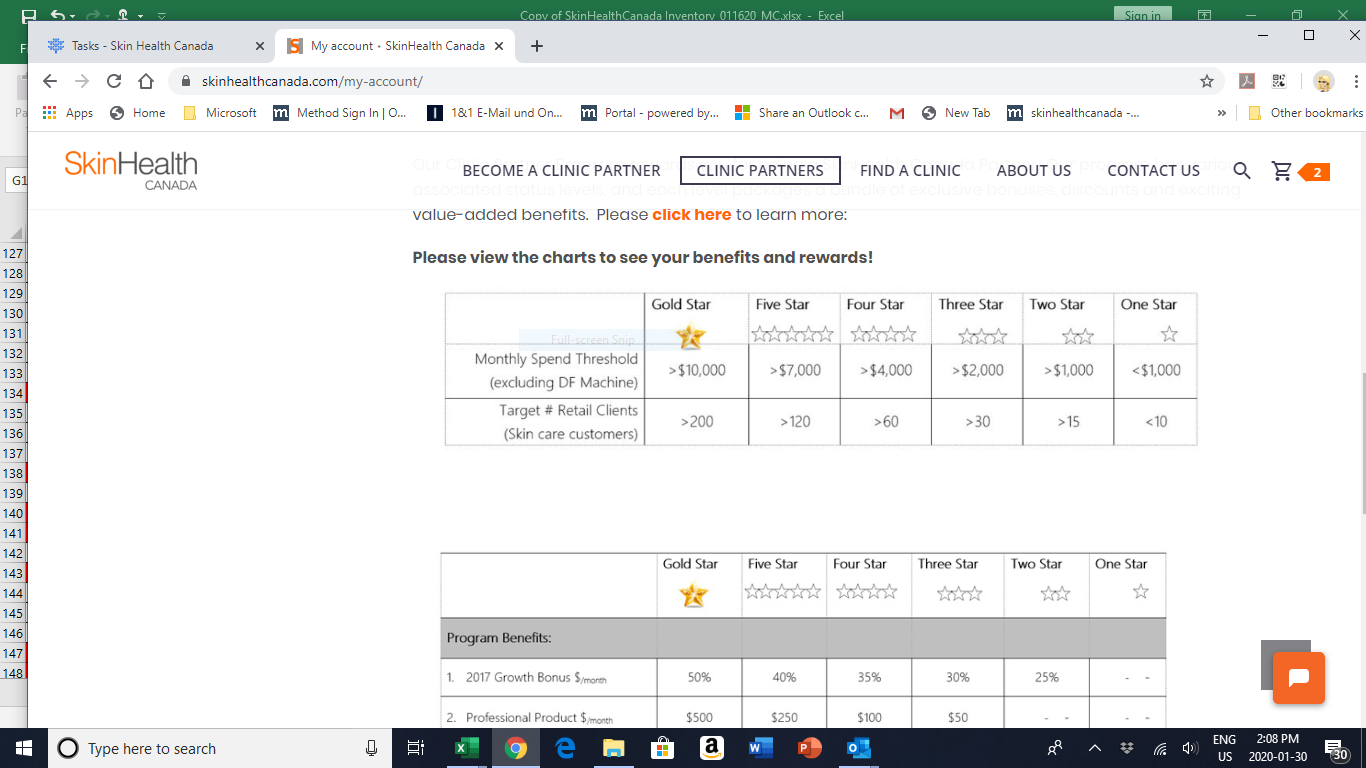 Copy of SkinHealthCanada Inventory_011620_MC.xlsx - Excel
Sign in
Tasks - Skin Health Canada
My account • SkinHealth Canada
skinhealthcanada.com/my-account/
Apps Home Microsoft Method Sign In | O... 1&1 E-Mail und On... Portal - powered by... Share an Outlook c... New Tab skinhealthcanada -... » Other bookmarks
SkinHealth
CANADA
BECOME A CLINIC PARTNER CLINIC PARTNERS FIND A CLINIC ABOUT US CONTACT US 2
associated status levels, and each level packages a bundle of exclusive bonuses, discounts and exciting
value-added benefits. Please click here to learn more:
Please view the charts to see your benefits and rewards!
Gold Star Five Star Four Star Three Star Two Star One Star
Full-screen Snip
Monthly Spend Threshold
(excluding DF Machine) >$10,000 >$7,000 >$4,000 >$2,000 >$1,000 <$1,000
Target # Retail Clients
(Skin care customers) >200 >120 >60 >30 >15 <10
Gold Star Five Star Four Star Three Star Two Star One Star
Program Benefits:
1. 2017 Growth Bonus $/month 50% 40% 35% 30% 25% - -
2. Professional Product $/month $500 $250 $100 $50 - - - -
G1
127
128
129
130
131
132
133
134
135
136
137
138
139
140
141
142
143
144
145
146
147
148
Type here to search
ENG
US
2:08 PM
2020-01-30
30